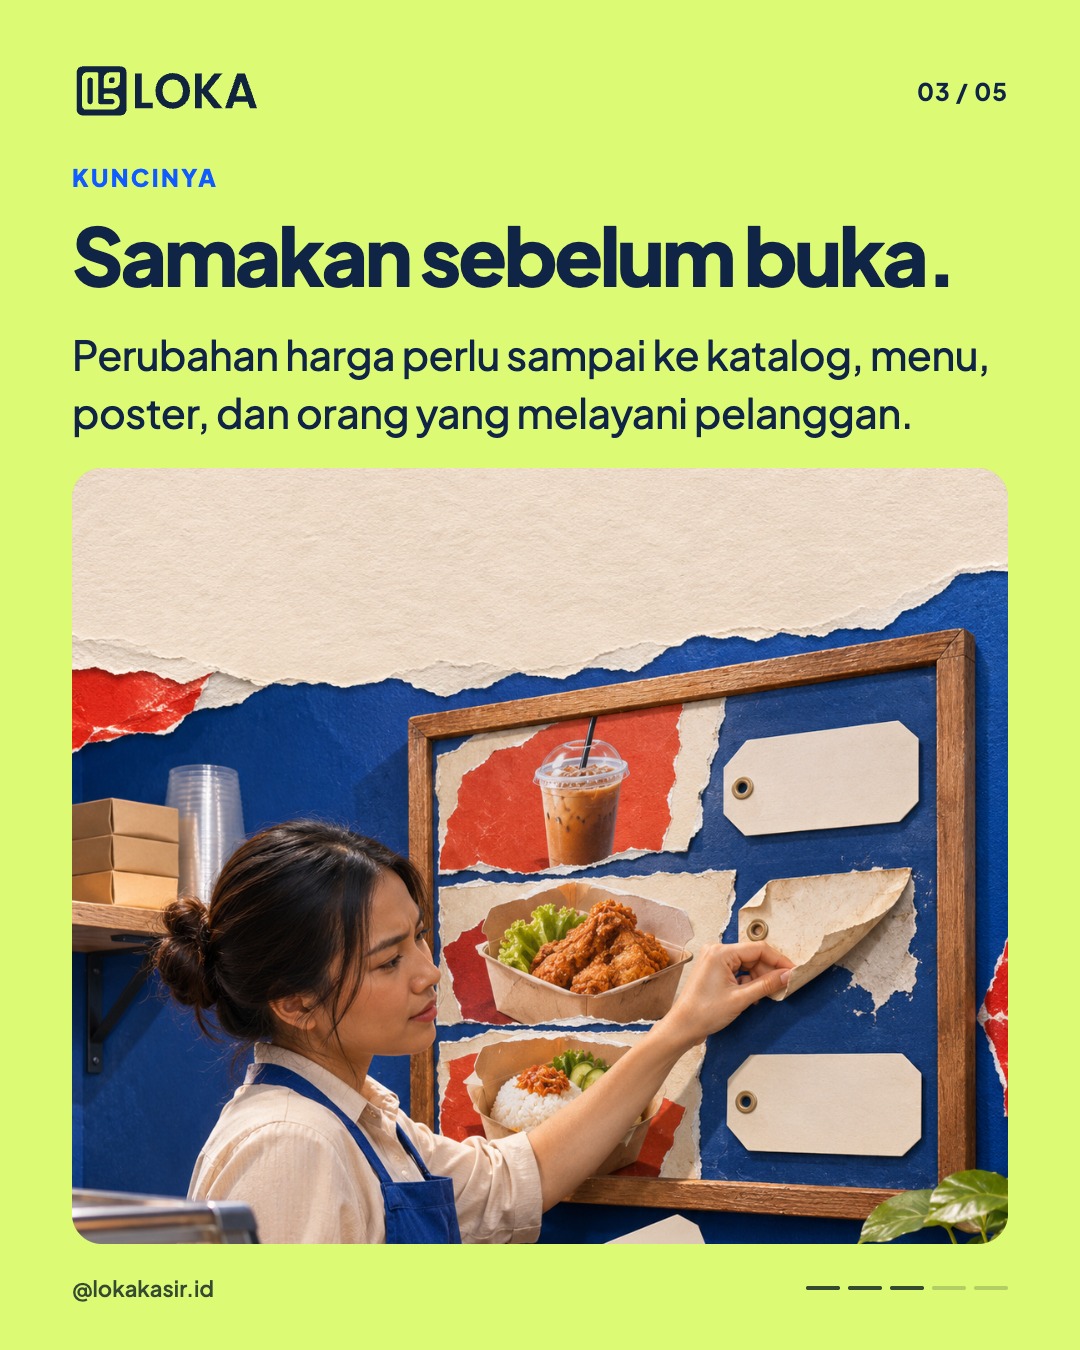 LOKA
03 / 05
KUNCINYA
Samakan sebelum buka.
Perubahan harga perlu sampai ke katalog, menu,
poster, dan orang yang melayani pelanggan.
@lokakasir.id